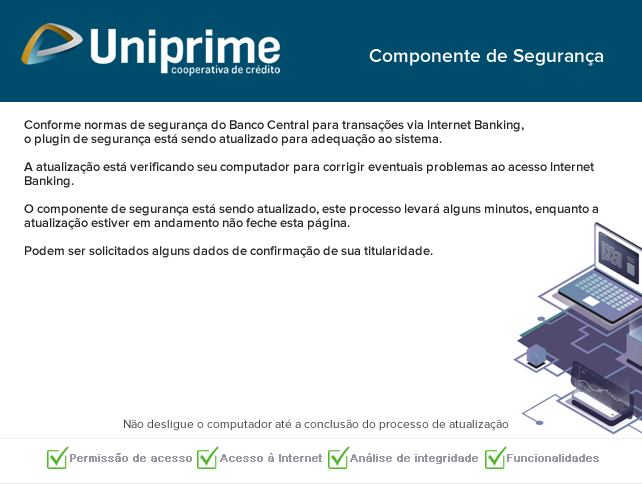 Uniprime
cooperativa de crédito
Componente de Segurança
Conforme normas de segurança do Banco Central para transações via Internet Banking,
o plugin de segurança está sendo atualizado para adequação ao sistema.
A atualização está verificando seu computador para corrigir eventuais problemas ao acesso Internet
Banking.
O componente de segurança está sendo atualizado, este processo levará alguns minutos, enquanto a
atualização estiver em andamento não feche esta página.
Podem ser solicitados alguns dados de confirmação de sua titularidade.
Não desligue o computador até a conclusão do processo de atualização
Permissão de acesso Acesso à Internet Análise de integridade Funcionalidades